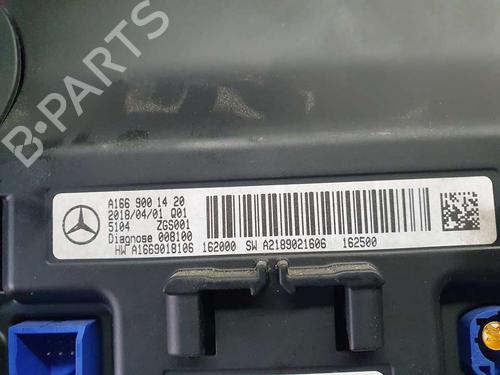 B-PARTS
A166 900 14 20
2018/04/01 Q01
5104 ZGS001
Diagnose 008100
HW A1669018106 162000 SW A2189021606 162500